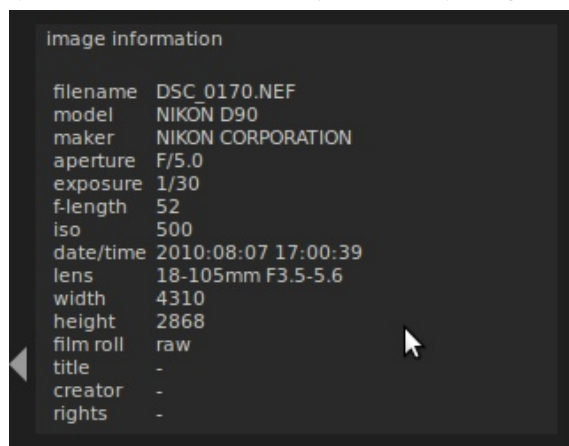 image information
filename DSC_0170.NEF
model NIKON D90
maker NIKON CORPORATION
aperture F/5.0
exposure 1/30
f-length 52
iso 500
date/time 2010:08:07 17:00:39
lens 18-105mm F3.5-5.6
width 4310
height 2868
film roll raw
title -
creator -
rights -